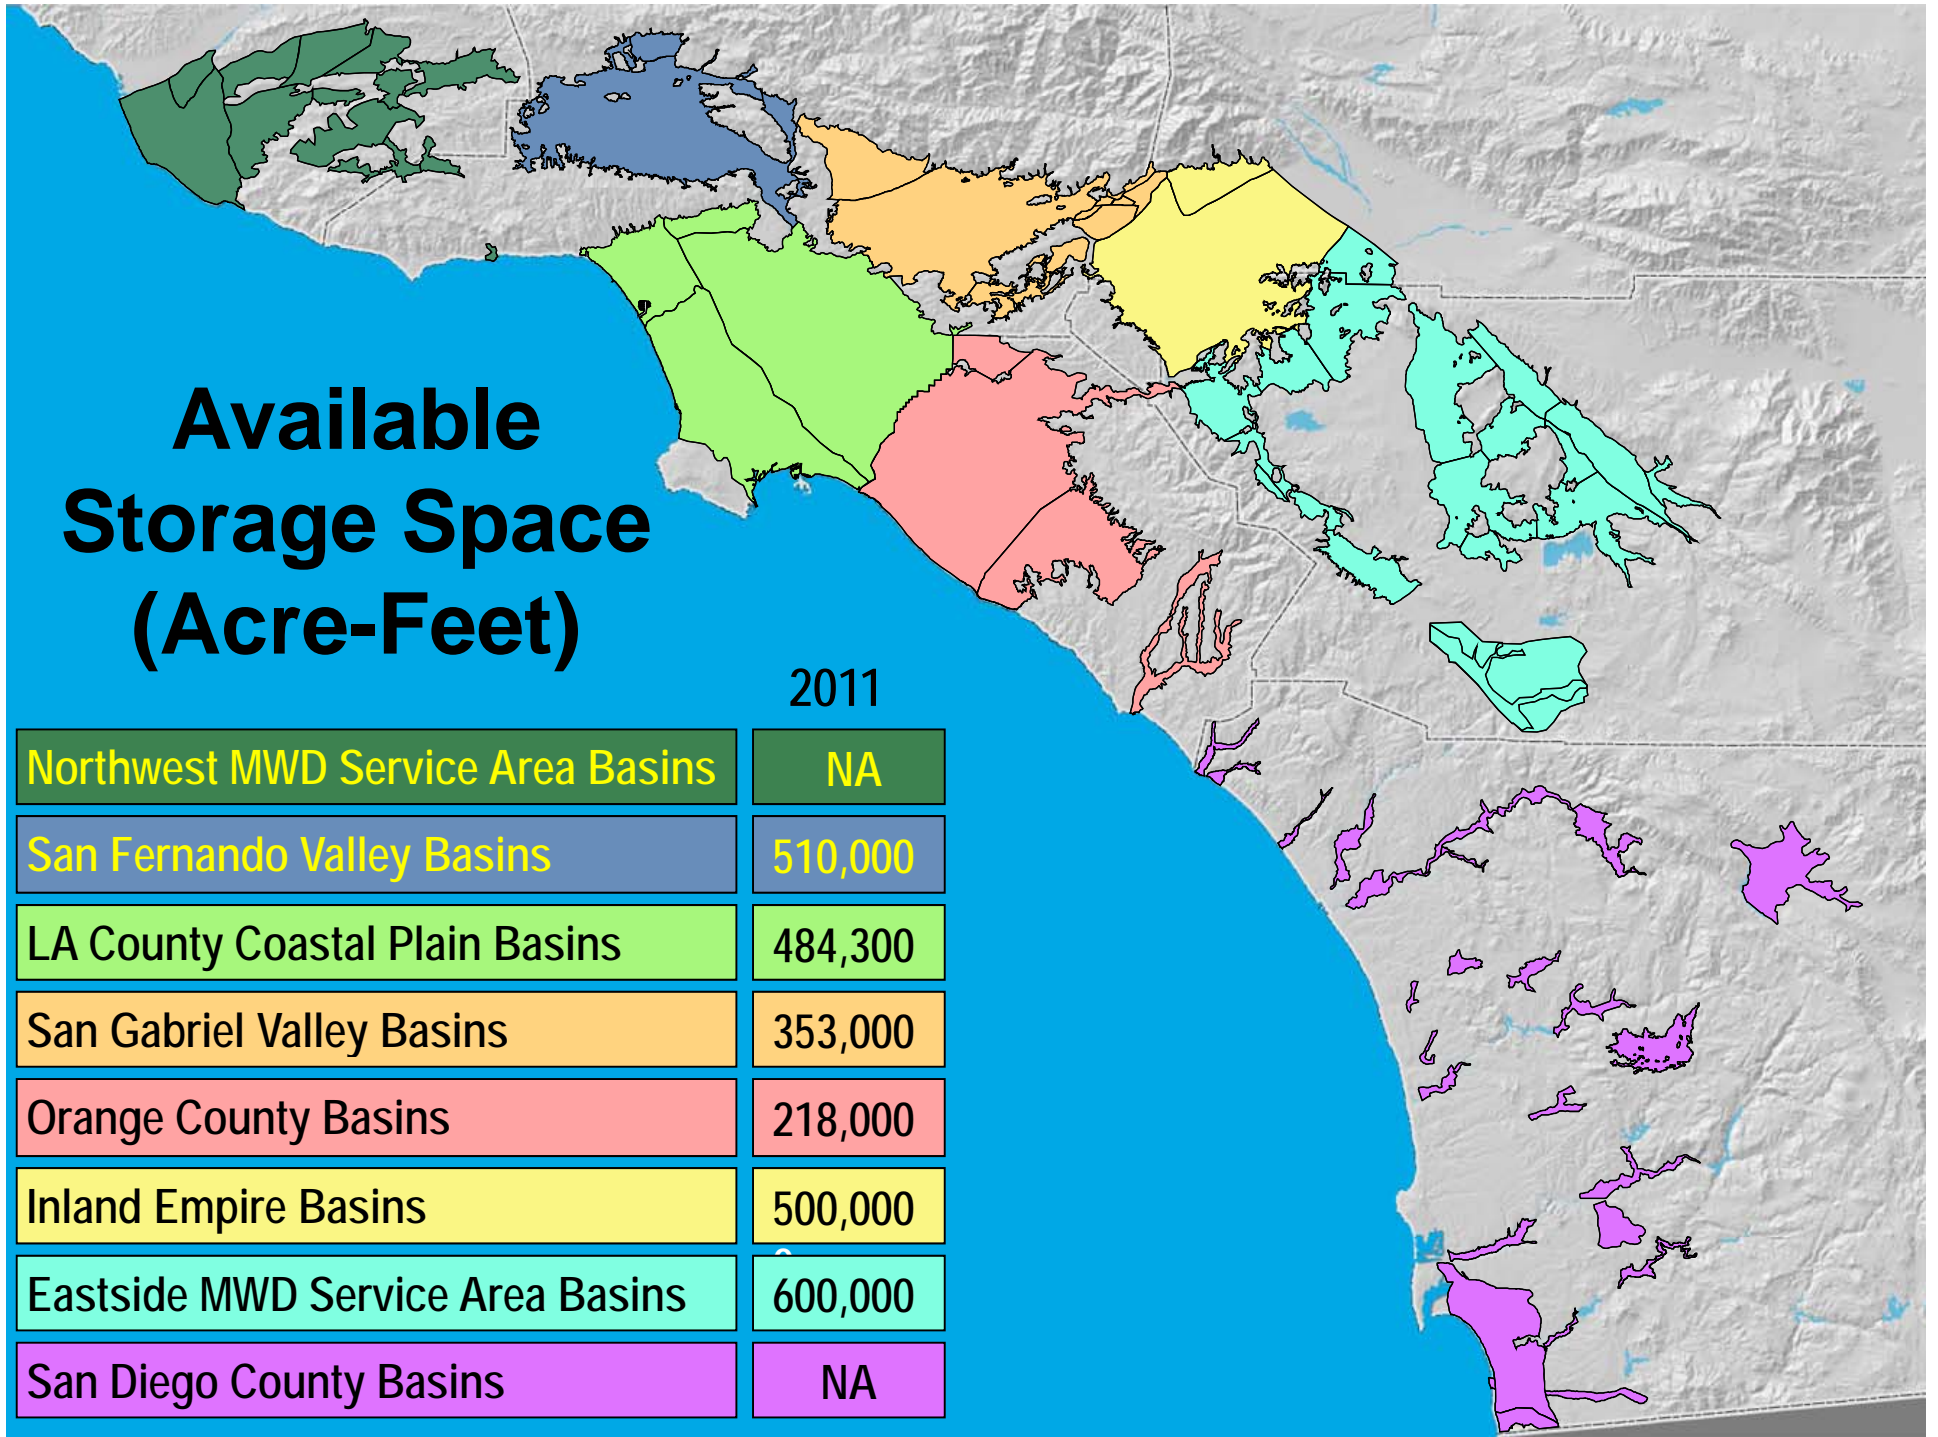 Available
Storage Space
(Acre-Feet)
2011
Northwest MWD Service Area Basins NA
San Fernando Valley Basins 510,000
LA County Coastal Plain Basins 484,300
San Gabriel Valley Basins 353,000
Orange County Basins 218,000
Inland Empire Basins 500,000
Eastside MWD Service Area Basins 600,000
San Diego County Basins NA